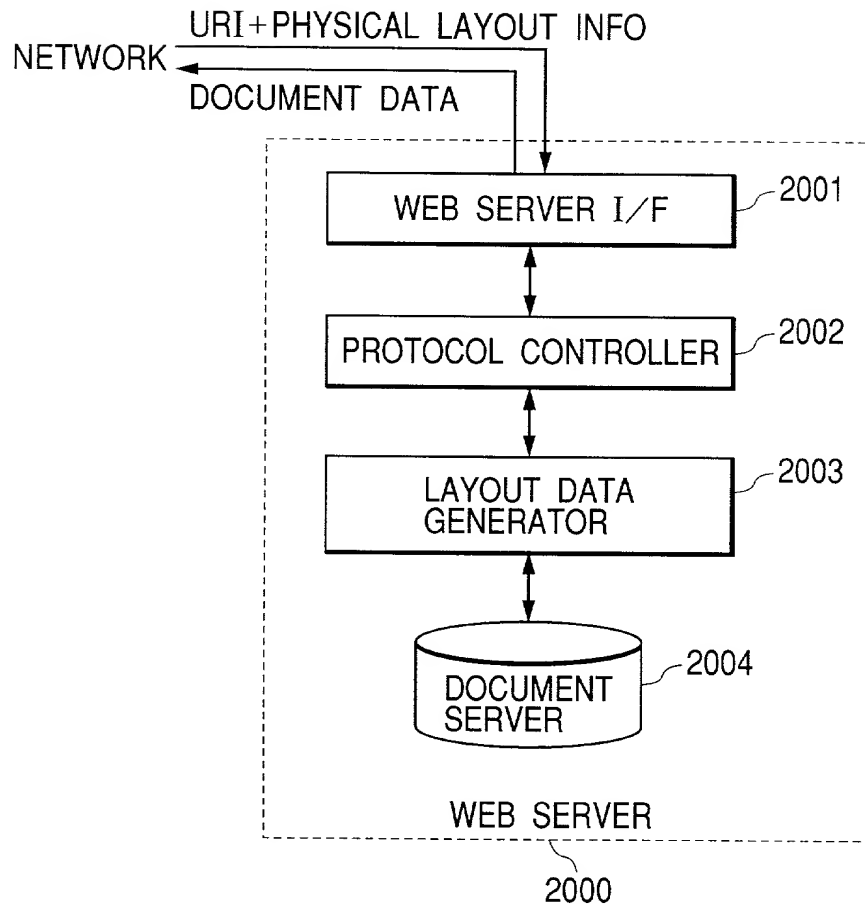 URI+PHYSICAL LAYOUT INFO
NETWORK
DOCUMENT DATA
WEB SERVER I/F
2001
PROTOCOL CONTROLLER
2002
LAYOUT DATA
GENERATOR
2003
DOCUMENT
SERVER
2004
WEB SERVER
2000